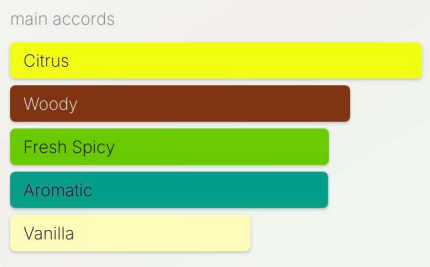 main accords
Citrus
Woody
Fresh Spicy
Aromatic
Vanilla